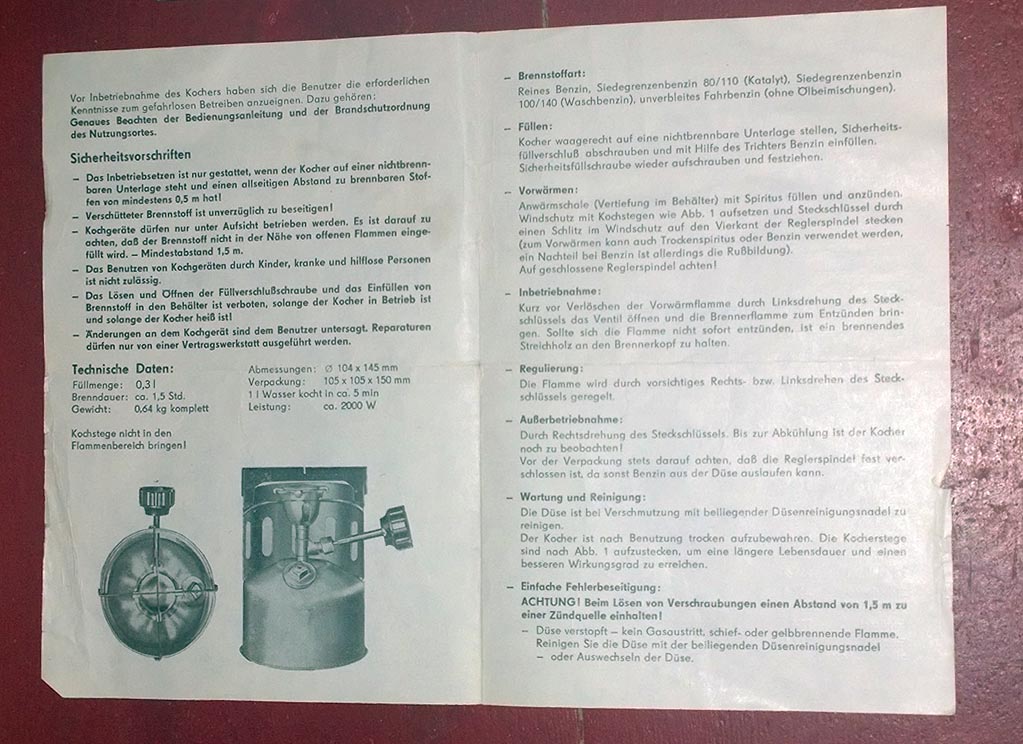 Vor Inbetriebnahme des Kochers haben sich die Benutzer die erforderlichen
Kenntnisse zum gefahrlosen Betreiben anzueignen. Dazu gehören:
Genaues Beachten der Bedienungsanleitung und der Brandschutzordnung
des Nutzungsortes.
Sicherheitsvorschriften
– Das Inbetriebsetzen ist nur gestattet, wenn der Kocher auf einer nichtbrenn-
baren Unterlage steht und einen allseitigen Abstand zu brennbaren Stof-
fen von mindestens 0,5 m hat!
– Verschütteter Brennstoff ist unverzüglich zu beseitigen!
– Kochgeräte dürfen nur unter Aufsicht betrieben werden. Es ist darauf zu
achten, daß der Brennstoff nicht in der Nähe von offenen Flammen einge-
füllt wird. – Mindestabstand 1,5 m.
– Das Benutzen von Kochgeräten durch Kinder, kranke und hilflose Personen
ist nicht zulässig.
– Das Lösen und Öffnen der Füllverschlußschraube und das Einfüllen von
Brennstoff in den Behälter ist verboten, solange der Kocher in Betrieb ist
und solange der Kocher heiß ist!
– Änderungen an dem Kochgerät sind dem Benutzer untersagt. Reparaturen
dürfen nur von einer Vertragswerkstatt ausgeführt werden.
Technische Daten:
Füllmenge: 0,3 l
Brenndauer: ca. 1,5 Std.
Gewicht: 0,64 kg komplett
Abmessungen: ∅ 104 x 145 mm
Verpackung: 105 x 105 x 150 mm
1 l Wasser kocht in ca. 5 min
Leistung: ca. 2000 W
Kochstege nicht in den
Flammenbereich bringen!
– Brennstoffart:
Reines Benzin, Siedegrenzenbenzin 80/110 (Katalyt), Siedegrenzenbenzin
100/140 (Waschbenzin), unverbleites Fahrbenzin (ohne Ölbeimischungen).
– Füllen:
Kocher waagerecht auf eine nichtbrennbare Unterlage stellen, Sicherheits-
füllverschluß abschrauben und mit Hilfe des Trichters Benzin einfüllen.
Sicherheitsfüllschraube wieder aufschrauben und festziehen.
– Vorwärmen:
Anwärmschale (Vertiefung im Behälter) mit Spiritus füllen und anzünden.
Windschutz mit Kochstegen wie Abb. 1 aufsetzen und Steckschlüssel durch
einen Schlitz im Windschutz auf den Vierkant der Reglerspindel stecken
(zum Vorwärmen kann auch Trockenspiritus oder Benzin verwendet werden,
ein Nachteil bei Benzin ist allerdings die Rußbildung).
Auf geschlossene Reglerspindel achten!
– Inbetriebnahme:
Kurz vor Verlöschen der Vorwärmflamme durch Linksdrehung des Steck-
schlüssels das Ventil öffnen und die Brennerflamme zum Entzünden brin-
gen. Sollte sich die Flamme nicht sofort entzünden, ist ein brennendes
Streichholz an den Brennerkopf zu halten.
– Regulierung:
Die Flamme wird durch vorsichtiges Rechts- bzw. Linksdrehen des Steck-
schlüssels geregelt.
– Außerbetriebnahme:
Durch Rechtsdrehung des Steckschlüssels. Bis zur Abkühlung ist der Kocher
noch zu beobachten!
Vor der Verpackung stets darauf achten, daß die Reglerspindel fest ver-
schlossen ist, da sonst Benzin aus der Düse auslaufen kann.
– Wartung und Reinigung:
Die Düse ist bei Verschmutzung mit beiliegender Düsenreinigungsnadel zu
reinigen.
Der Kocher ist nach Benutzung trocken aufzubewahren. Die Kocherstege
sind nach Abb. 1 aufzustecken, um eine längere Lebensdauer und einen
besseren Wirkungsgrad zu erreichen.
– Einfache Fehlerbeseitigung:
ACHTUNG! Beim Lösen von Verschraubungen einen Abstand von 1,5 m zu
einer Zündquelle einhalten!
– Düse verstopft – kein Gasaustritt, schief- oder gelbbrennende Flamme.
Reinigen Sie die Düse mit der beiliegenden Düsenreinigungsnadel
– oder Auswechseln der Düse.